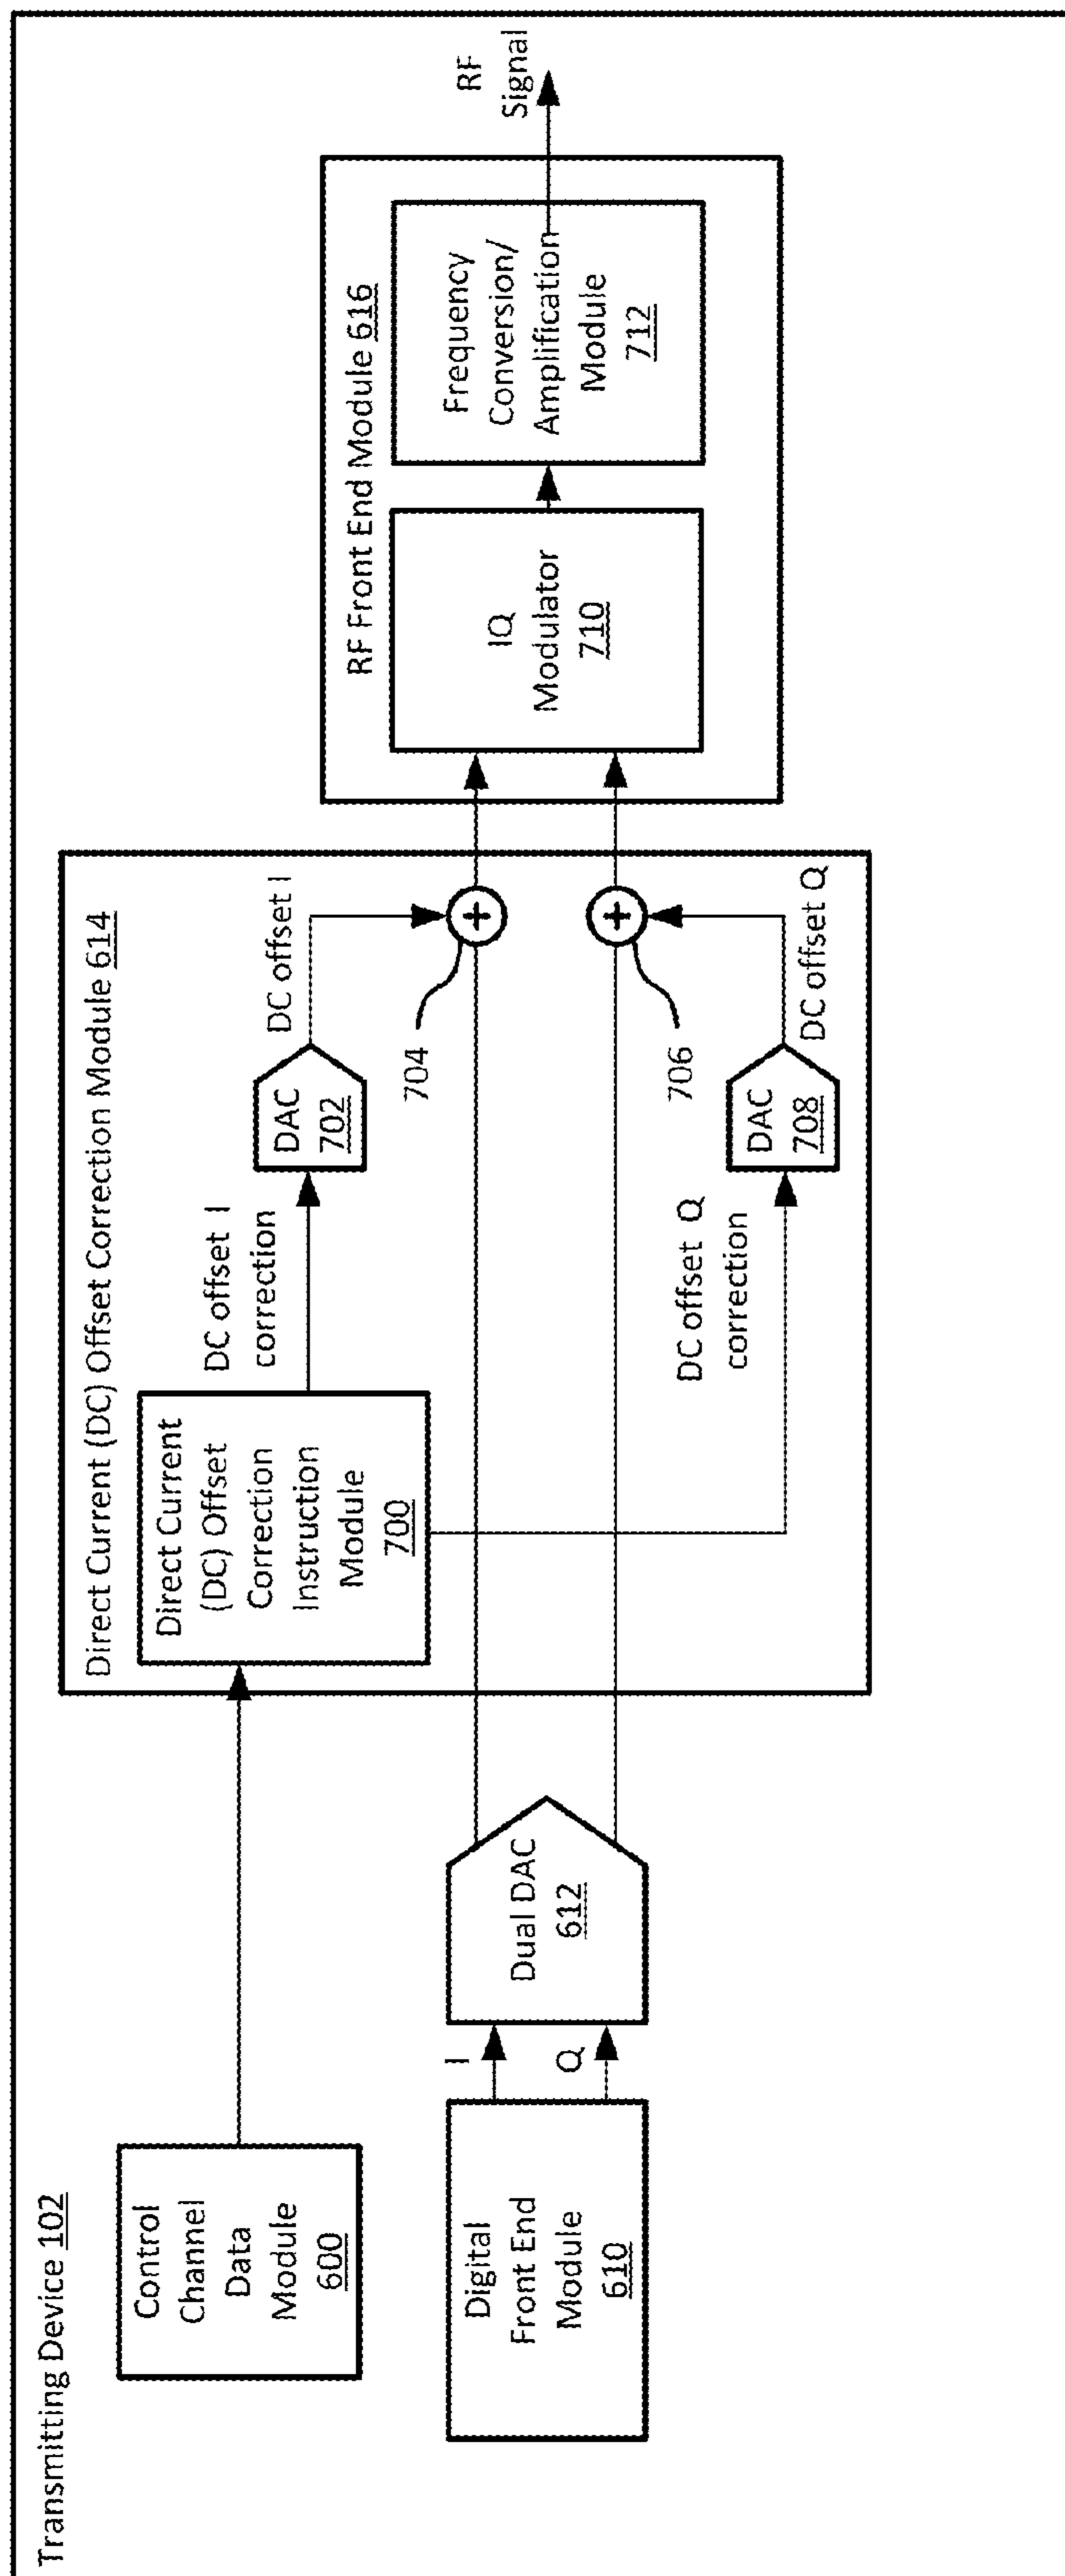 Transmitting Device 102
Control
Channel
Data
Module
600
Digital
Front End
Module
610
I
Q
Dual DAC
612
Direct Current (DC) Offset Correction Module 614
Direct Current
(DC) Offset
Correction
Instruction
Module
700
DC offset I
correction
DAC
702
DC offset I
704
DC offset Q
correction
DAC
708
DC offset Q
706
+
+
RF Front End Module 616
IQ
Modulator
710
Frequency
Conversion/
Amplification
Module
712
RF
Signal